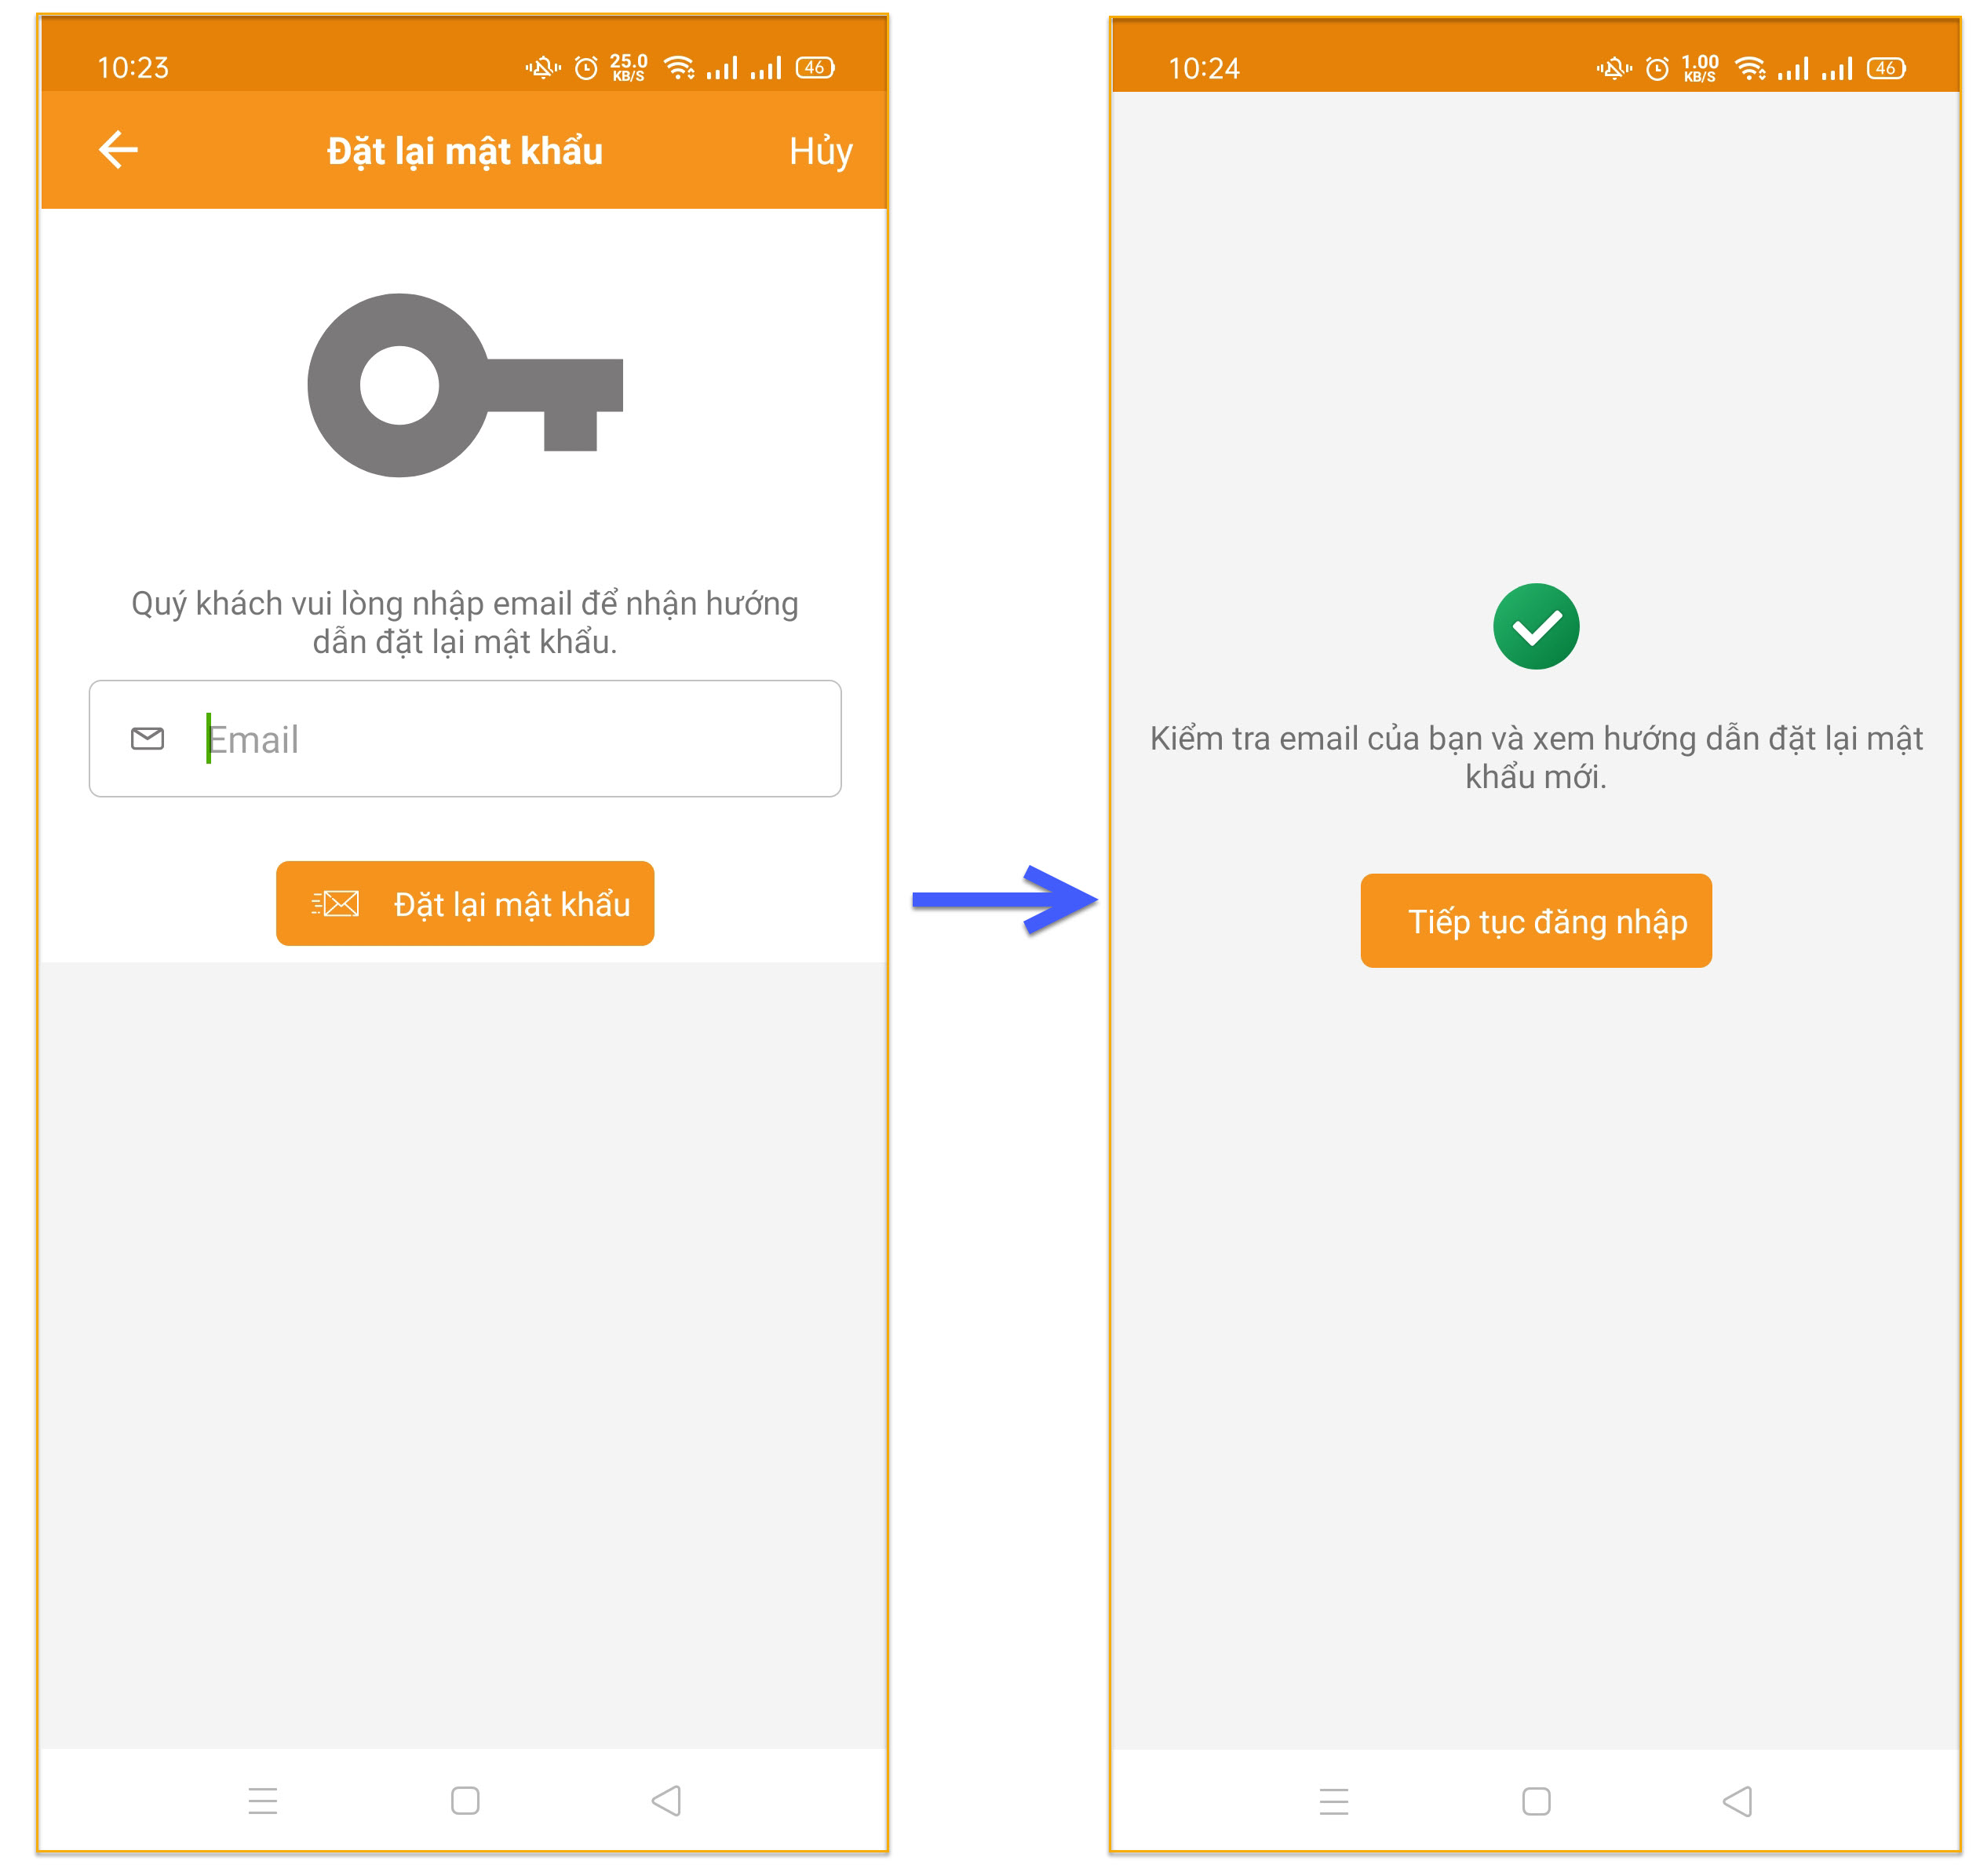 10:23
25.0
KB/S
46
Đặt lại mật khẩu
Hủy
Quý khách vui lòng nhập email để nhận hướng
dẫn đặt lại mật khẩu.
Email
Đặt lại mật khẩu
10:24
1.00
KB/S
46
Kiểm tra email của bạn và xem hướng dẫn đặt lại mật
khẩu mới.
Tiếp tục đăng nhập